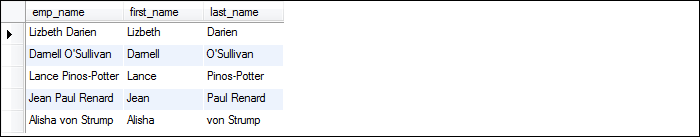 emp_name first_name last_name
Lizbeth Darien Lizbeth Darien
Darnell O'Sullivan Darnell O'Sullivan
Lance Pinos-Potter Lance Pinos-Potter
Jean Paul Renard Jean Paul Renard
Alisha von Strump Alisha von Strump